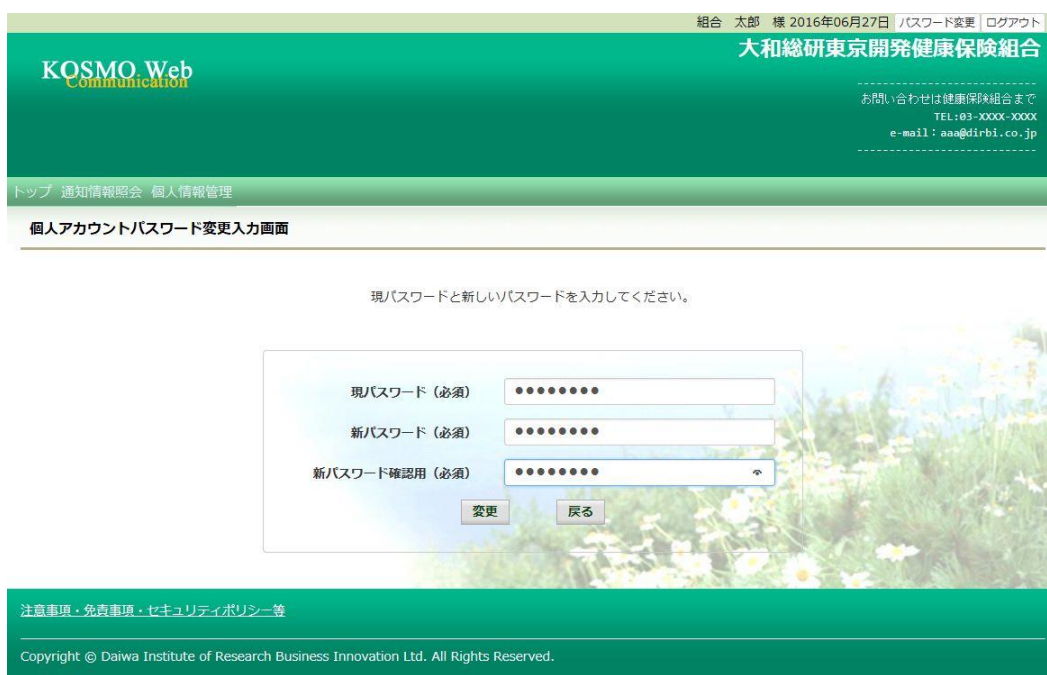 組合 太郎 様 2016年06月27日 パスワード変更 ログアウト
大和総研東京開発健康保険組合
KOSMO Web
Communication
お問い合わせは健康保険組合まで
TEL:03-XXXX-XXXX
e-mail：aaa@dirbi.co.jp
トップ 通知情報照会 個人情報管理
個人アカウントパスワード変更入力画面
現パスワードと新しいパスワードを入力してください。
現パスワード（必須） ●●●●●●●●
新パスワード（必須） ●●●●●●●●
新パスワード確認用（必須） ●●●●●●●●
変更 戻る
注意事項・免責事項・セキュリティポリシー等
Copyright © Daiwa Institute of Research Business Innovation Ltd. All Rights Reserved.